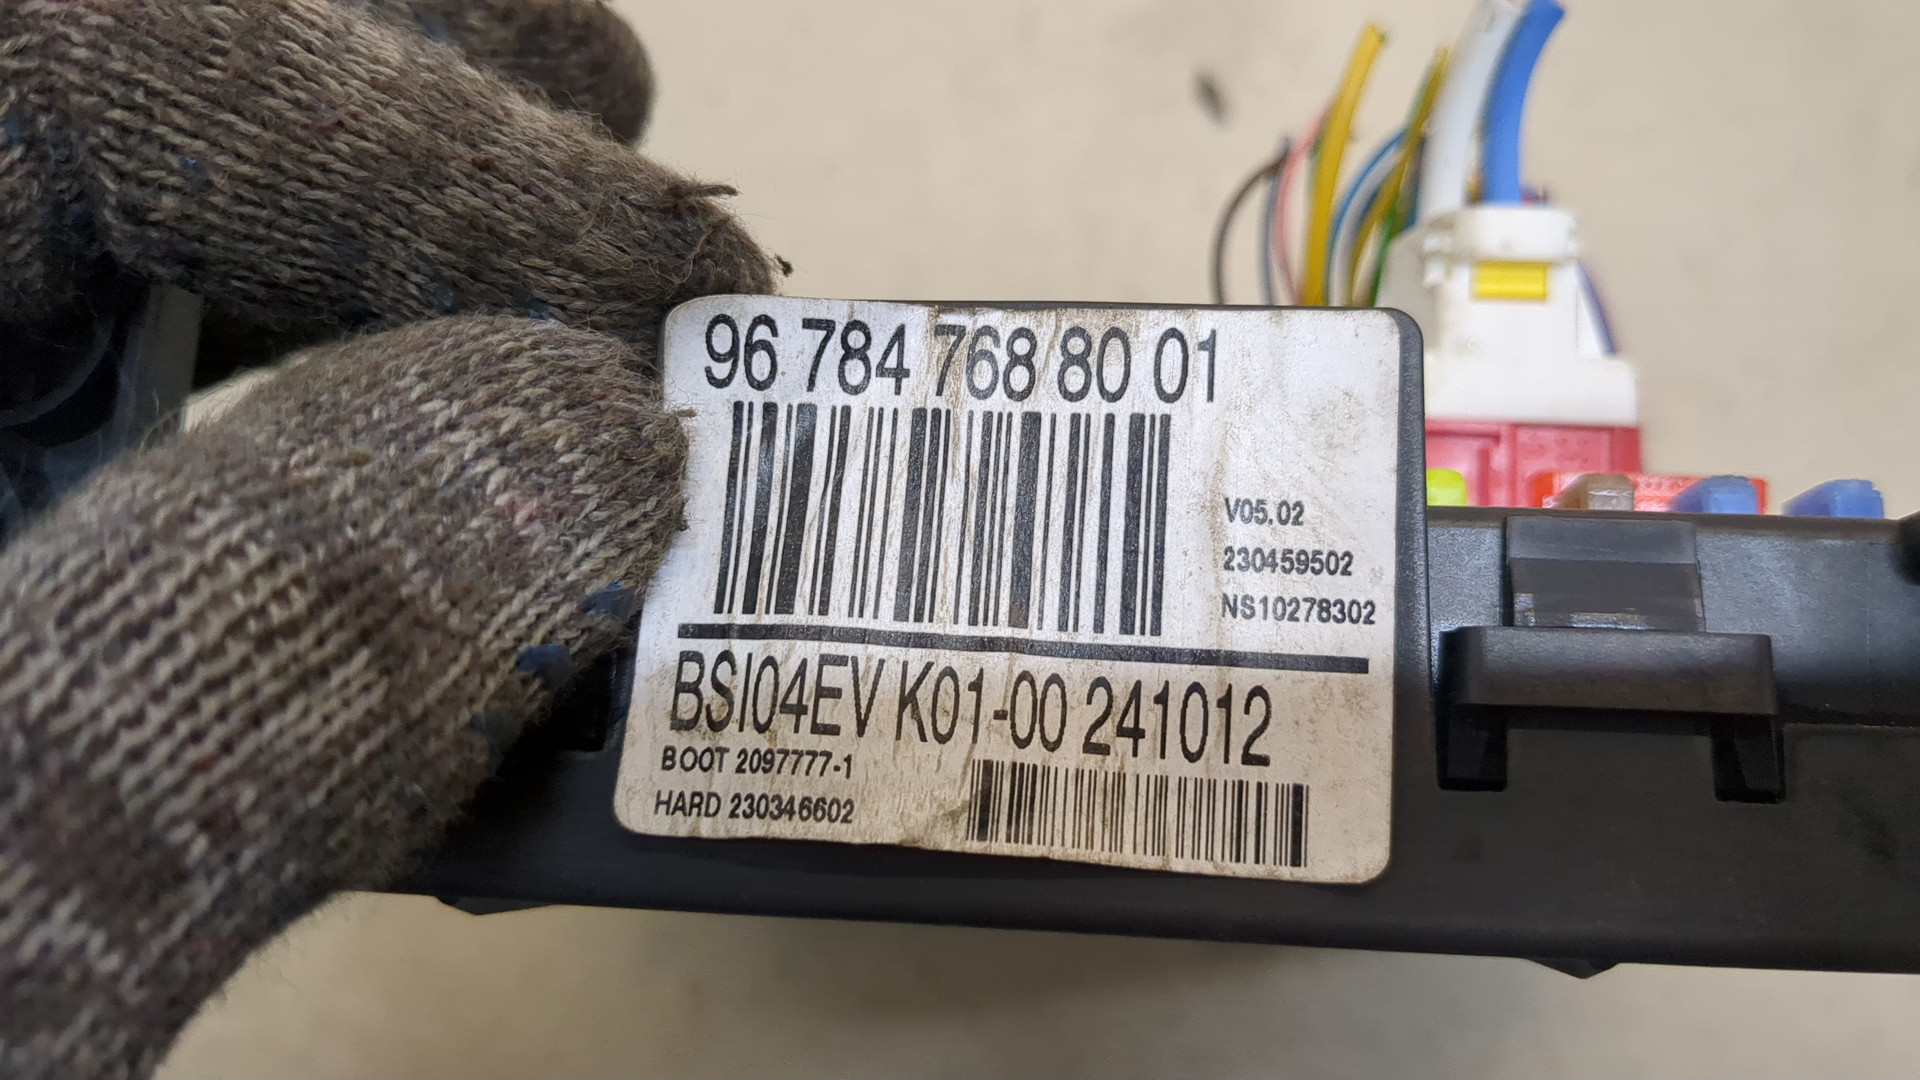 96 784 768 80 01
V05.02
230459502
NS10278302
BSI04EV K01-00 241012
BOOT 2097777-1
HARD 230346602